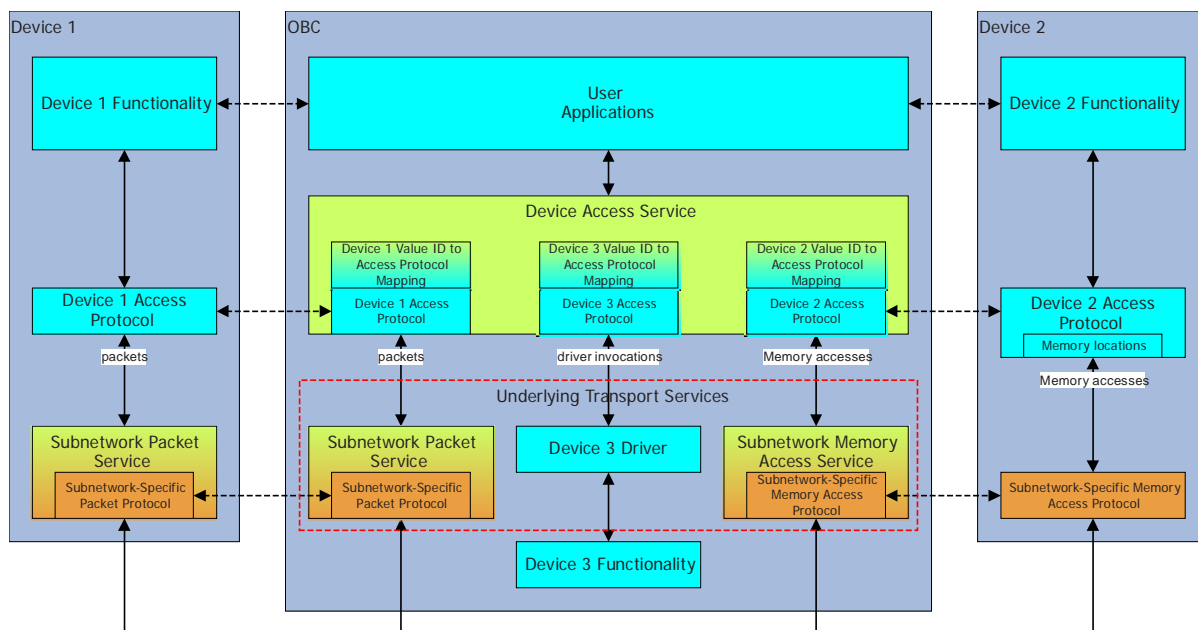 Device 1
Device 1 Functionality
Device 1 Access
Protocol
packets
Subnetwork Packet
Service
Subnetwork-Specific
Packet Protocol
OBC
User
Applications
Device Access Service
Device 1 Value ID to
Access Protocol
Mapping
Device 1 Access
Protocol
Device 3 Value ID to
Access Protocol
Mapping
Device 3 Access
Protocol
Device 2 Value ID to
Access Protocol
Mapping
Device 2 Access
Protocol
packets
driver invocations
Memory accesses
Underlying Transport Services
Subnetwork Packet
Service
Subnetwork-Specific
Packet Protocol
Device 3 Driver
Subnetwork Memory
Access Service
Subnetwork-Specific
Memory Access
Protocol
Device 3 Functionality
Device 2
Device 2 Functionality
Device 2 Access
Protocol
Memory locations
Memory accesses
Subnetwork-Specific Memory
Access Protocol